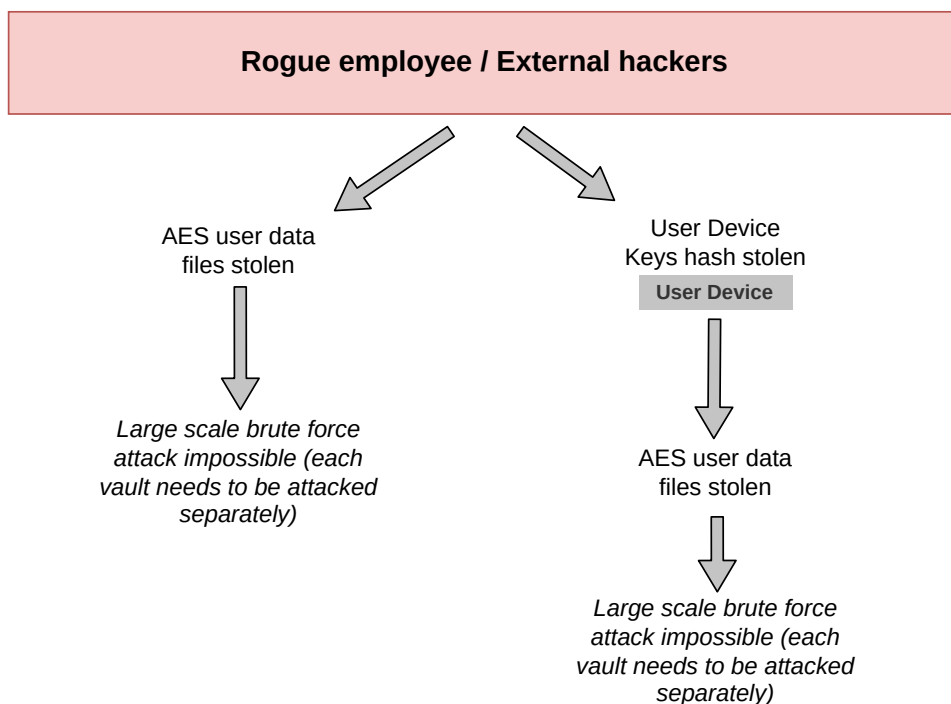 Rogue employee / External hackers
AES user data
files stolen
Large scale brute force
attack impossible (each
vault needs to be attacked
separately)
User Device
Keys hash stolen
User Device
AES user data
files stolen
Large scale brute force
attack impossible (each
vault needs to be attacked
separately)